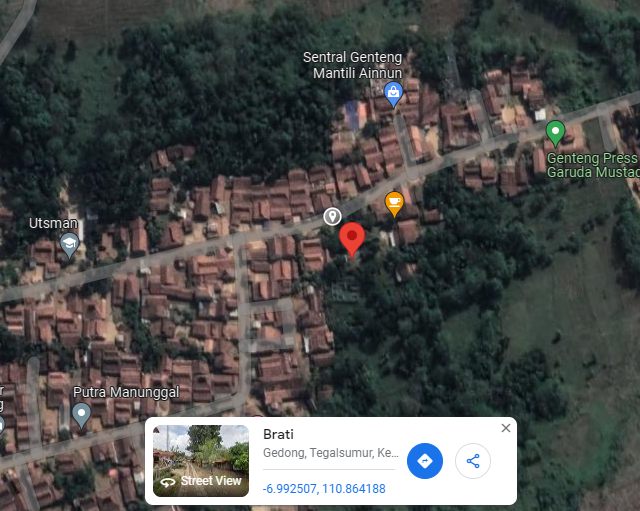 Sentral Genteng
Mantili Ainnun
Genteng Press
Garuda Mustaq
Utsman
Putra Manunggal
r
g
Street View
Brati
Gedong, Tegalsumur, Ke...
-6.992507, 110.864188